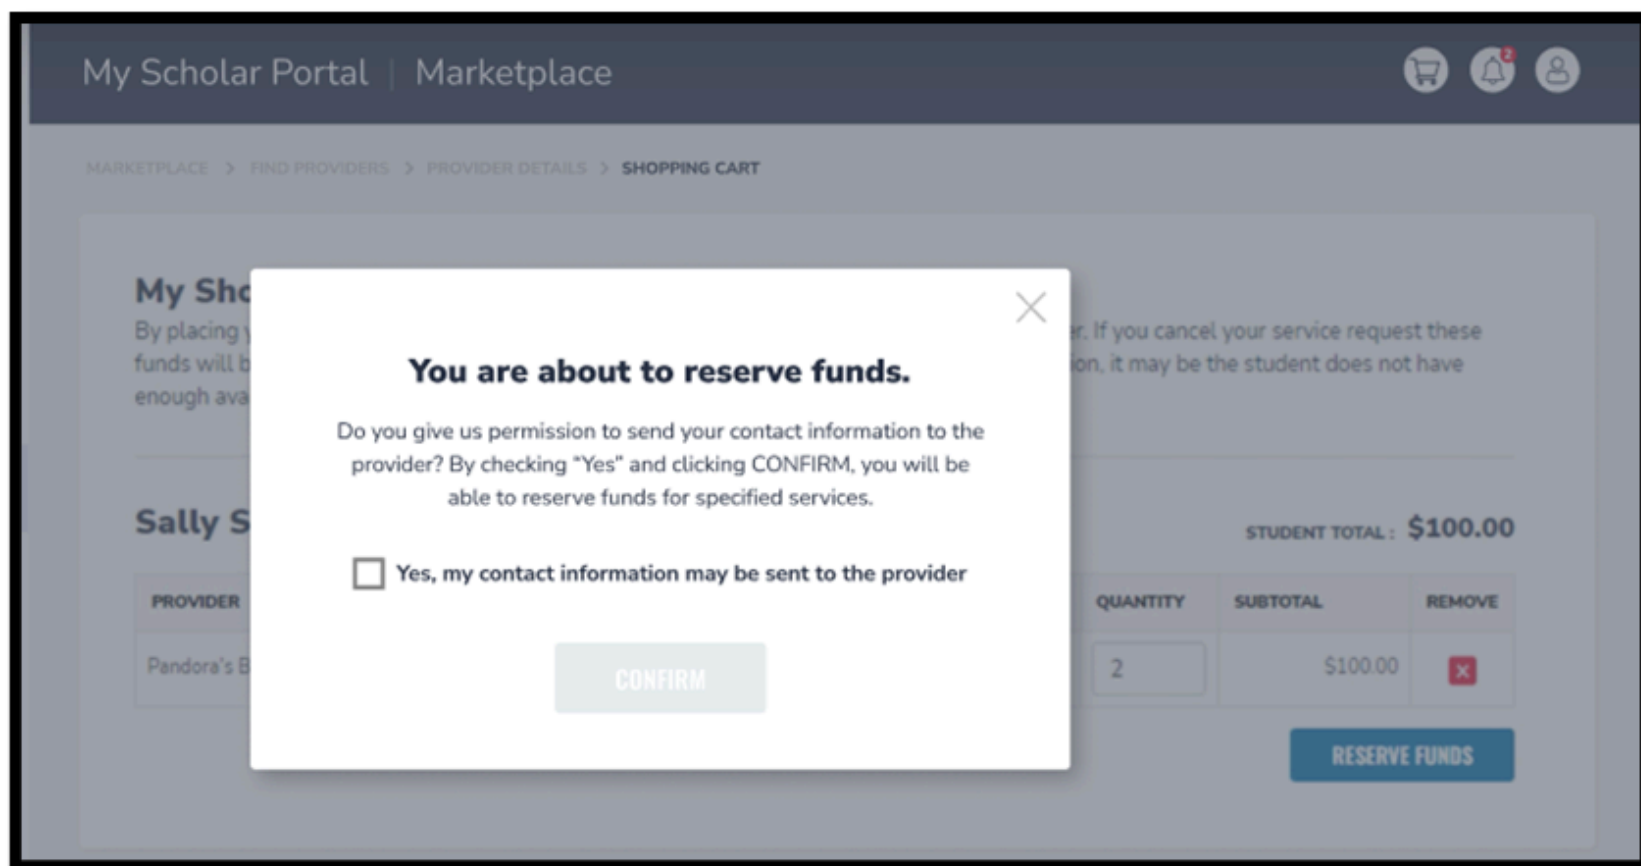 My Scholar Portal | Marketplace
2
MARKETPLACE > FIND PROVIDERS > PROVIDER DETAILS > SHOPPING CART
My
By placing
er. If you cancel your service request these
funds will
ion, it may be the student does not have
enough
You are about to reserve funds.
Do you give us permission to send your contact information to the
provider? By checking "Yes" and clicking CONFIRM, you will be
able to reserve funds for specified services.
Sally S
STUDENT TOTAL : $100.00
Yes, my contact information may be sent to the provider
PROVIDER QUANTITY SUBTOTAL REMOVE
Pandora's B 2 $100.00
CONFIRM
RESERVE FUNDS